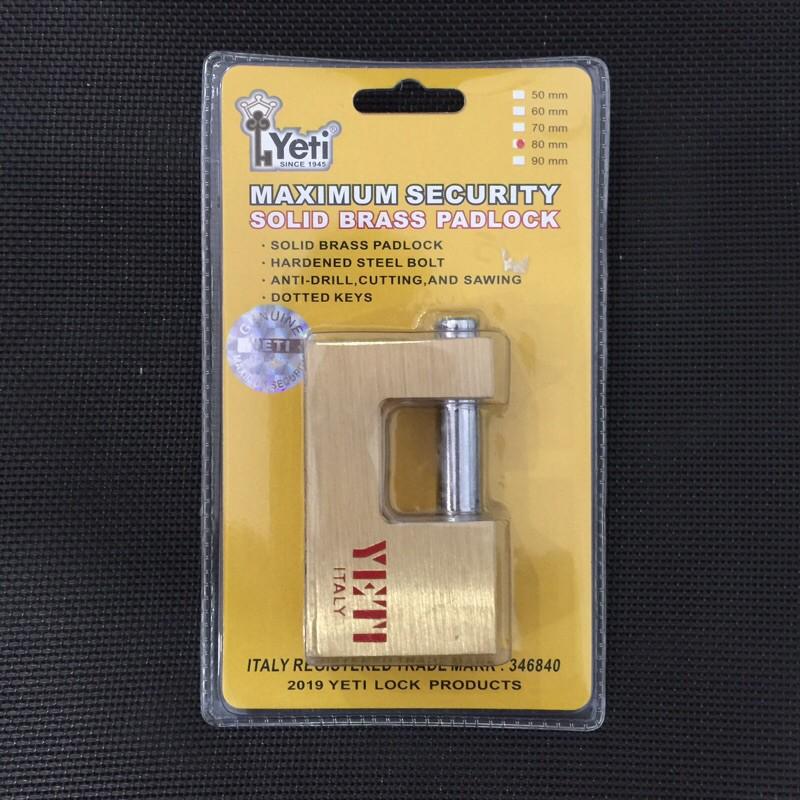 50 mm
60 mm
70 mm
80 mm
90 mm
Yeti®
SINCE 1945
MAXIMUM SECURITY
SOLID BRASS PADLOCK
· SOLID BRASS PADLOCK
· HARDENED STEEL BOLT
· ANTI-DRILL,CUTTING,AND SAWING
· DOTTED KEYS
GENUINE
YETI
MAXIMUM SECURITY
YETI
ITALY
ITALY REGISTERED TRADE MARK : 346840
2019 YETI LOCK PRODUCTS